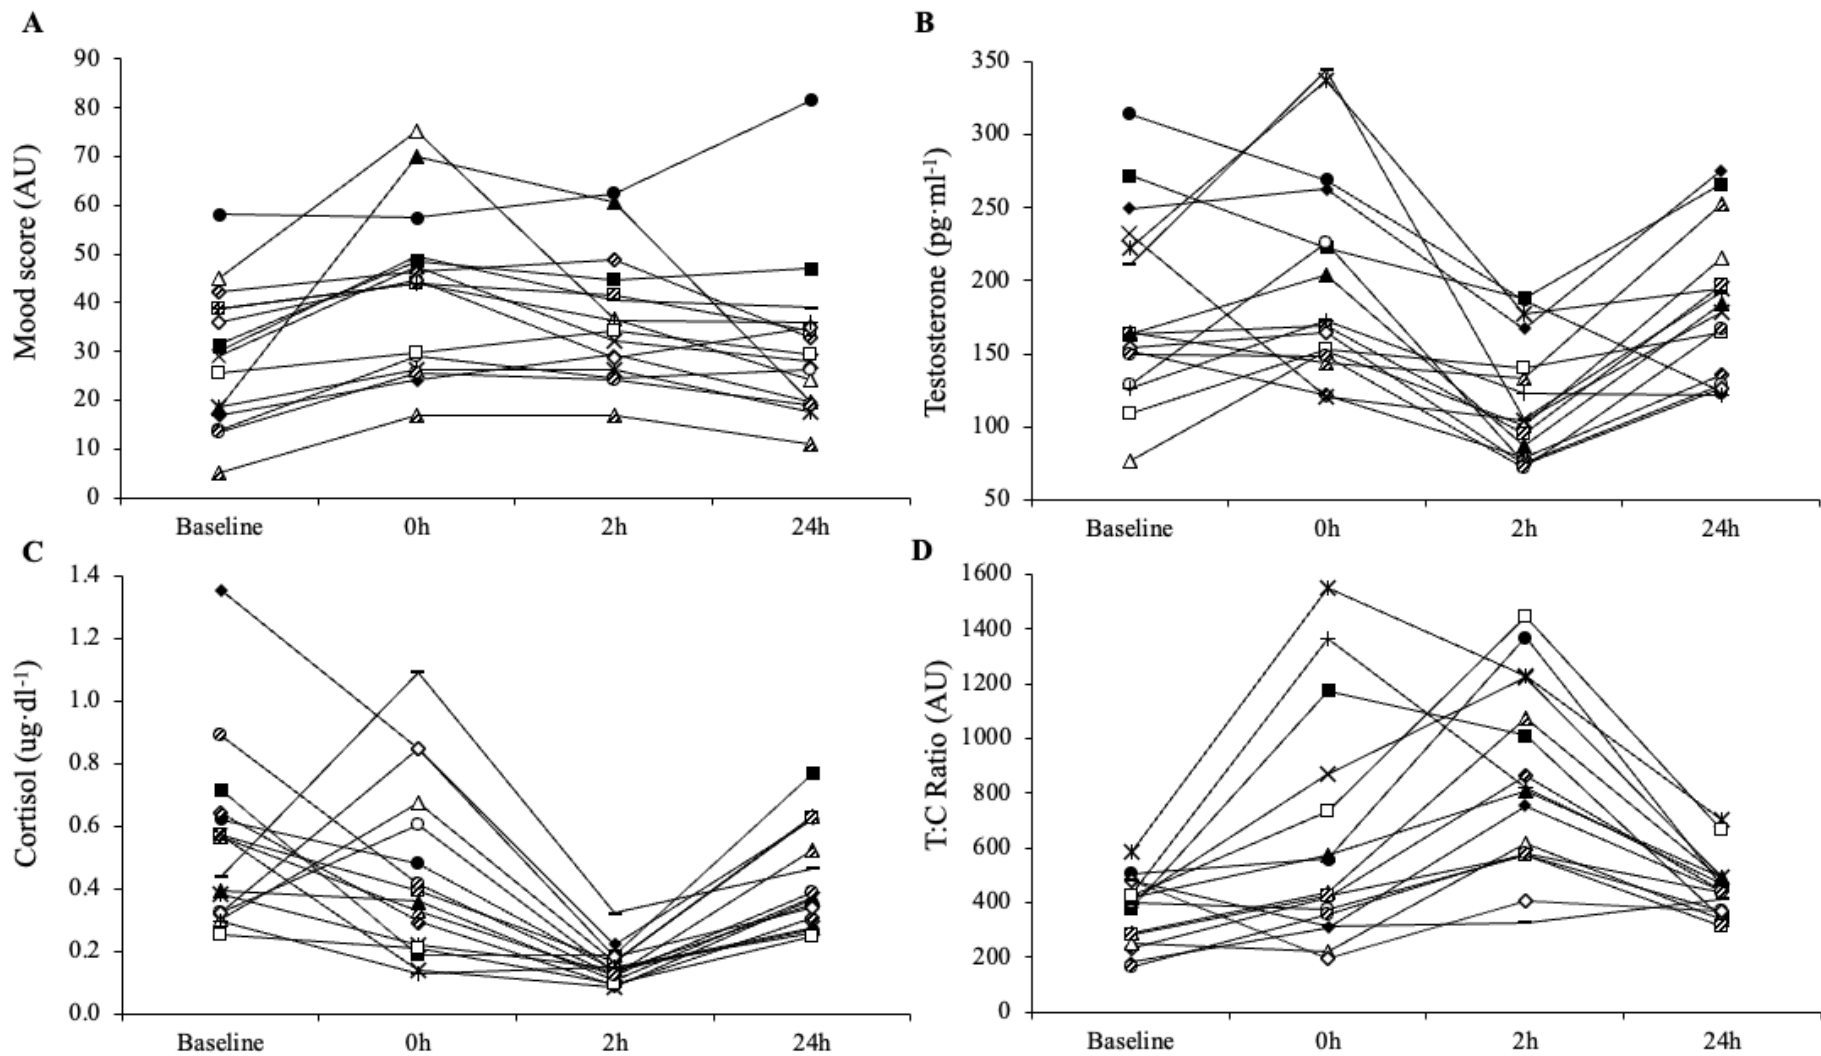 A
Mood score (AU)
90
80
70
60
50
40
30
20
10
0
Baseline 0h 2h 24h
B
Testosterone (pg·ml-1)
350
300
250
200
150
100
50
Baseline 0h 2h 24h
C
Cortisol (ug·dl-1)
1.4
1.2
1.0
0.8
0.6
0.4
0.2
0.0
Baseline 0h 2h 24h
D
T:C Ratio (AU)
1600
1400
1200
1000
800
600
400
200
0
Baseline 0h 2h 24h